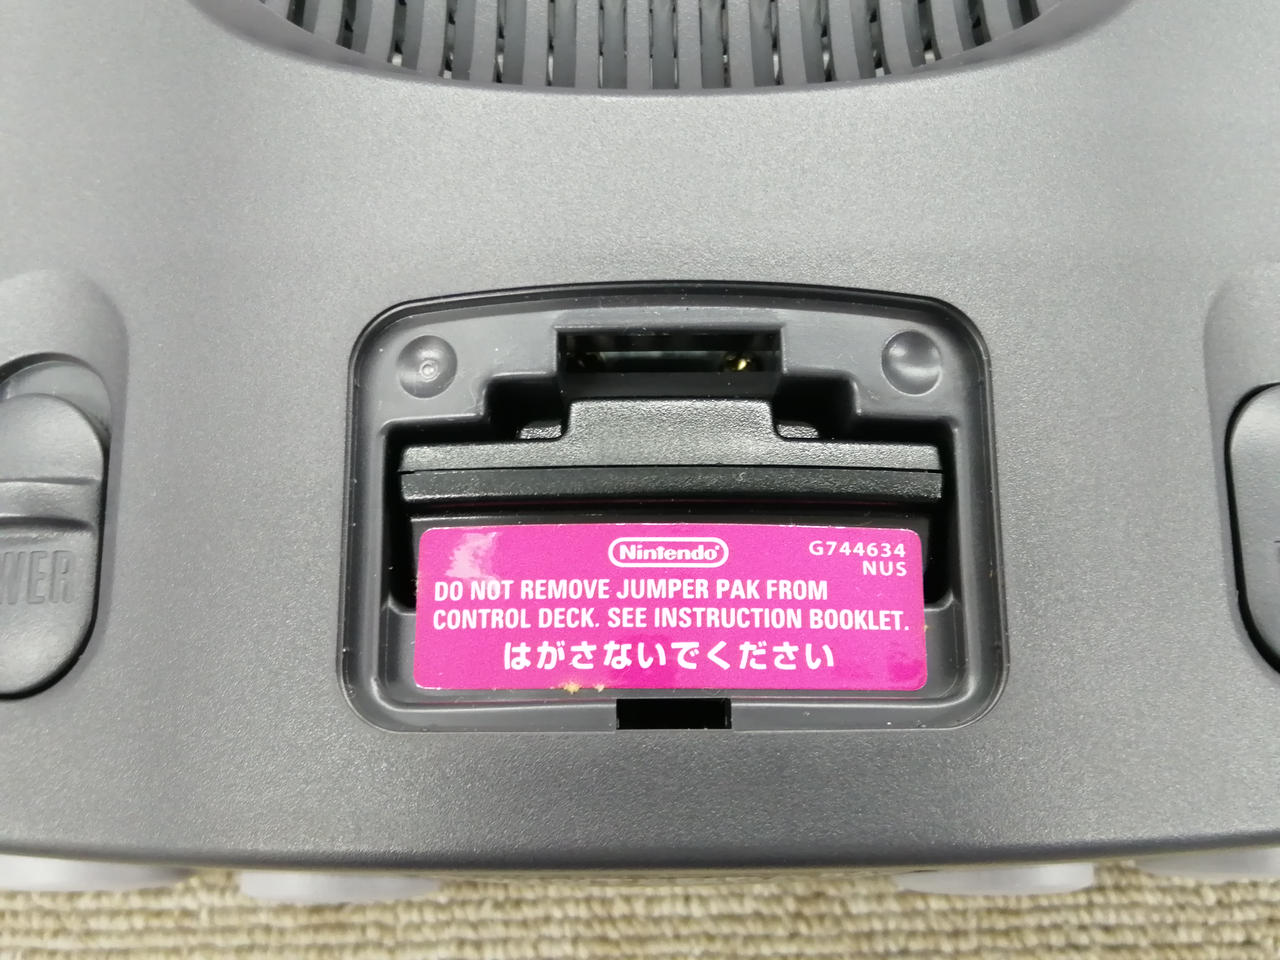 Nintendo®
G744634
NUS
DO NOT REMOVE JUMPER PAK FROM
CONTROL DECK. SEE INSTRUCTION BOOKLET.
はがさないでください